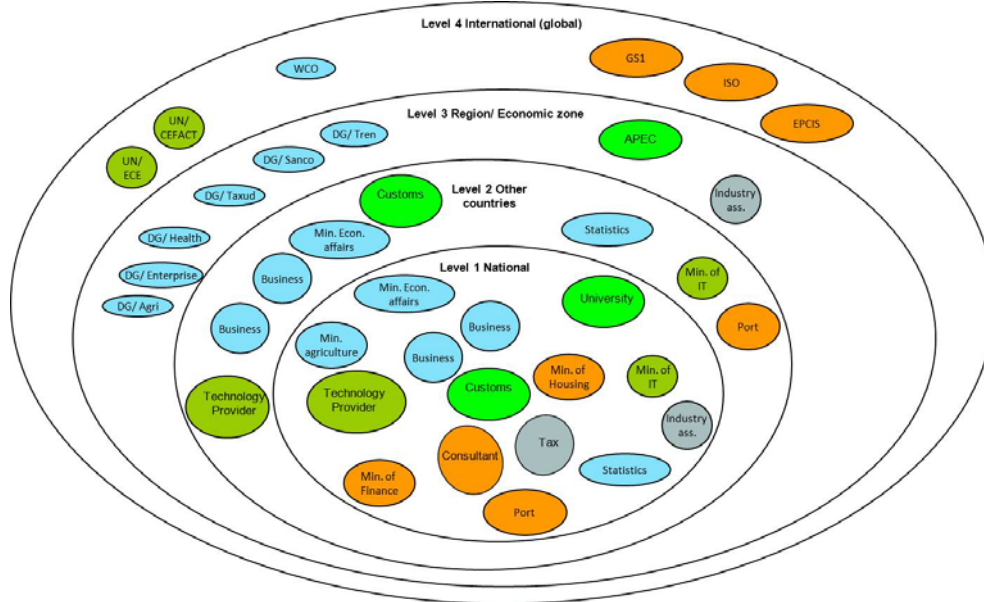 Level 4 International (global)
GS1
WCO
ISO
Level 3 Region/ Economic zone
EPCIS
UN/
CEFACT
DG/ Tren
APEC
DG/ Sanco
UN/
ECE
Level 2 Other
countries
Customs
DG/ Taxud
Industry
ass.
Statistics
DG/ Health
Min. Econ.
affairs
Level 1 National
DG/ Enterprise
Business
Min. of
IT
Min. Econ.
affairs
University
DG/ Agri
Business
Business
Port
Min.
agriculture
Business
Min. of
Housing
Min. of
IT
Technology
Provider
Technology
Provider
Customs
Industry
ass.
Consultant
Tax
Statistics
Min. of
Finance
Port